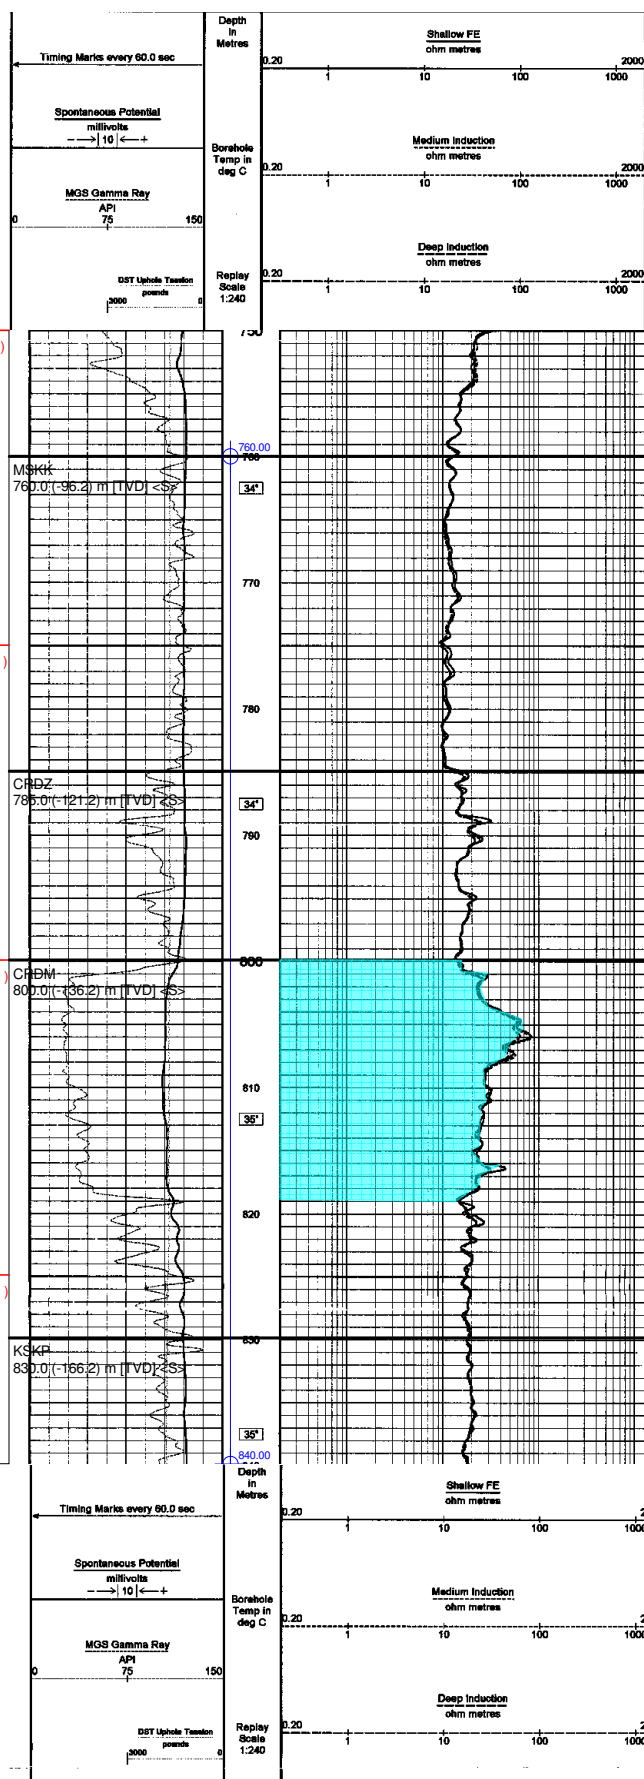 Depth
in
Metres
Timing Marks every 60.0 sec
Shallow FE
ohm metres
0.20 1 10 100 1000 2000
Spontaneous Potential
millivolts
-→|10|←+
Medium Induction
ohm metres
0.20 1 10 100 1000 2000
Borehole
Temp in
deg C
MGS Gamma Ray
API
0 75 150
Deep Induction
ohm metres
0.20 1 10 100 1000 2000
DST Uphole Tension
pounds
3000 0
Replay
Scale
1:240
750
)
760.00
760
MSKK
760.0 (-96.2) m [TVD] <S>
34°
770
)
780
CRDZ
785.0 (-121.2) m [TVD] <S>
34°
790
800
)
CRDM
800.0 (-136.2) m [TVD] <S>
810
35°
820
)
830
KSKP
830.0 (-166.2) m [TVD] <S>
35°
840.00
Depth
in
Metres
Timing Marks every 60.0 sec
Shallow FE
ohm metres
0.20 1 10 100 1000 2
Spontaneous Potential
millivolts
-→|10|←+
Medium Induction
ohm metres
0.20 1 10 100 1000 2
Borehole
Temp in
deg C
MGS Gamma Ray
API
0 75 150
Deep Induction
ohm metres
0.20 1 10 100 1000 2
DST Uphole Tension
pounds
3000 0
Replay
Scale
1:240